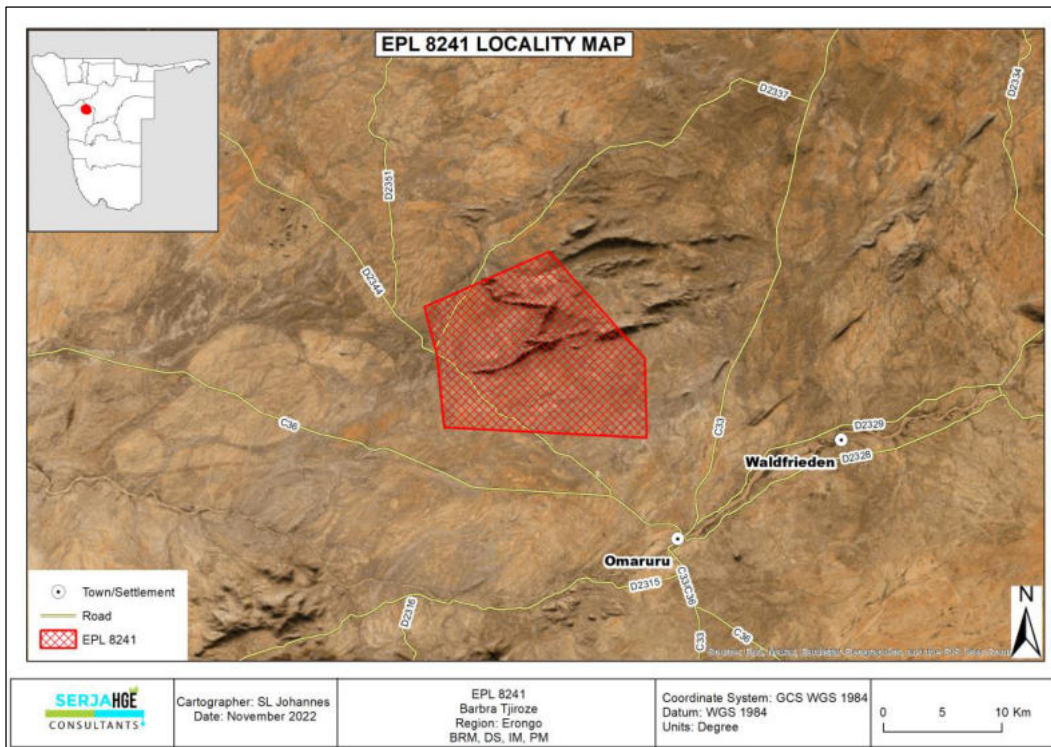 EPL 8241 LOCALITY MAP
D2337
D2334
D2351
D2344
C36
C33
D2329
Waldfrieden
D2328
Omaruru
D2315
C33/C36
D2316
C33
C36
N
Town/Settlement
Road
EPL 8241
SERJA HGE
CONSULTANTS
Cartographer: SL Johannes
Date: November 2022
EPL 8241
Barbra Tjiroze
Region: Erongo
BRM, DS, IM, PM
Coordinate System: GCS WGS 1984
Datum: WGS 1984
Units: Degree
0 5 10 Km